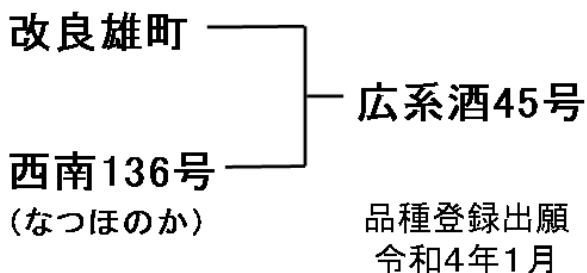 改良雄町
広系酒45号
西南136号
(なつほのか)
品種登録出願
令和4年1月